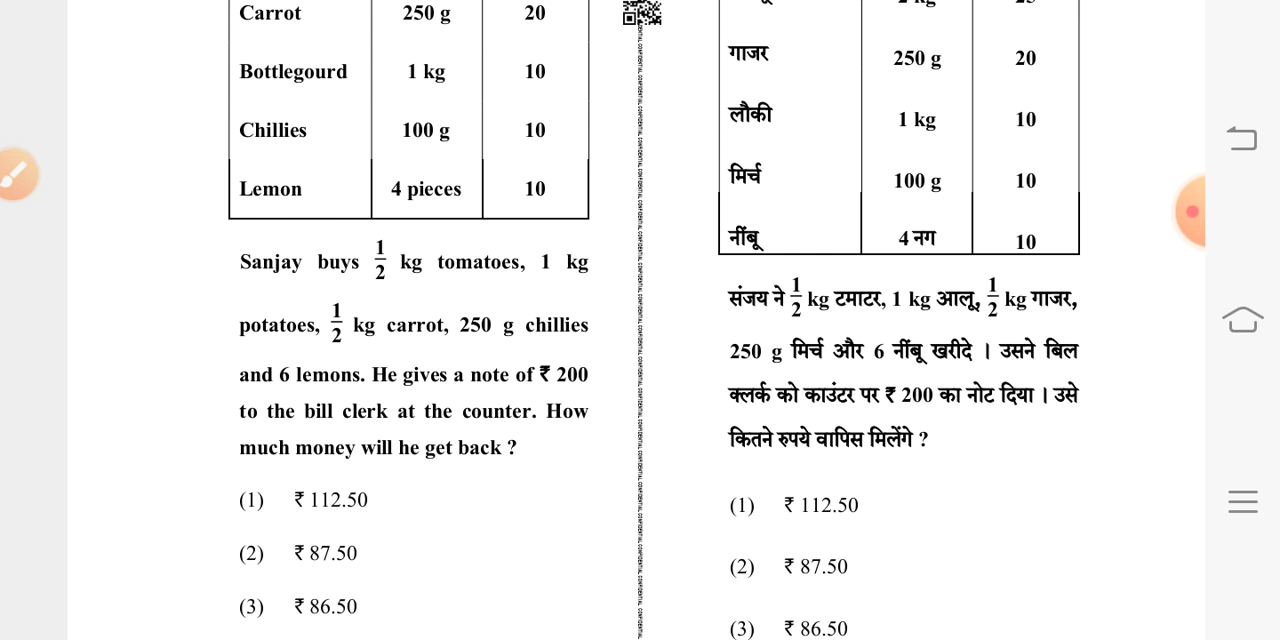 Carrot 250 g 20
Bottlegourd 1 kg 10
Chillies 100 g 10
Lemon 4 pieces 10
Sanjay buys 1/2 kg tomatoes, 1 kg
potatoes, 1/2 kg carrot, 250 g chillies
and 6 lemons. He gives a note of ₹ 200
to the bill clerk at the counter. How
much money will he get back ?
(1) ₹ 112.50
(2) ₹ 87.50
(3) ₹ 86.50
गाजर 250 g 20
लौकी 1 kg 10
मिर्च 100 g 10
नींबू 4 नग 10
संजय ने 1/2 kg टमाटर, 1 kg आलू, 1/2 kg गाजर,
250 g मिर्च और 6 नींबू खरीदे । उसने बिल
क्लर्क को काउंटर पर ₹ 200 का नोट दिया । उसे
कितने रुपये वापिस मिलेंगे ?
(1) ₹ 112.50
(2) ₹ 87.50
(3) ₹ 86.50